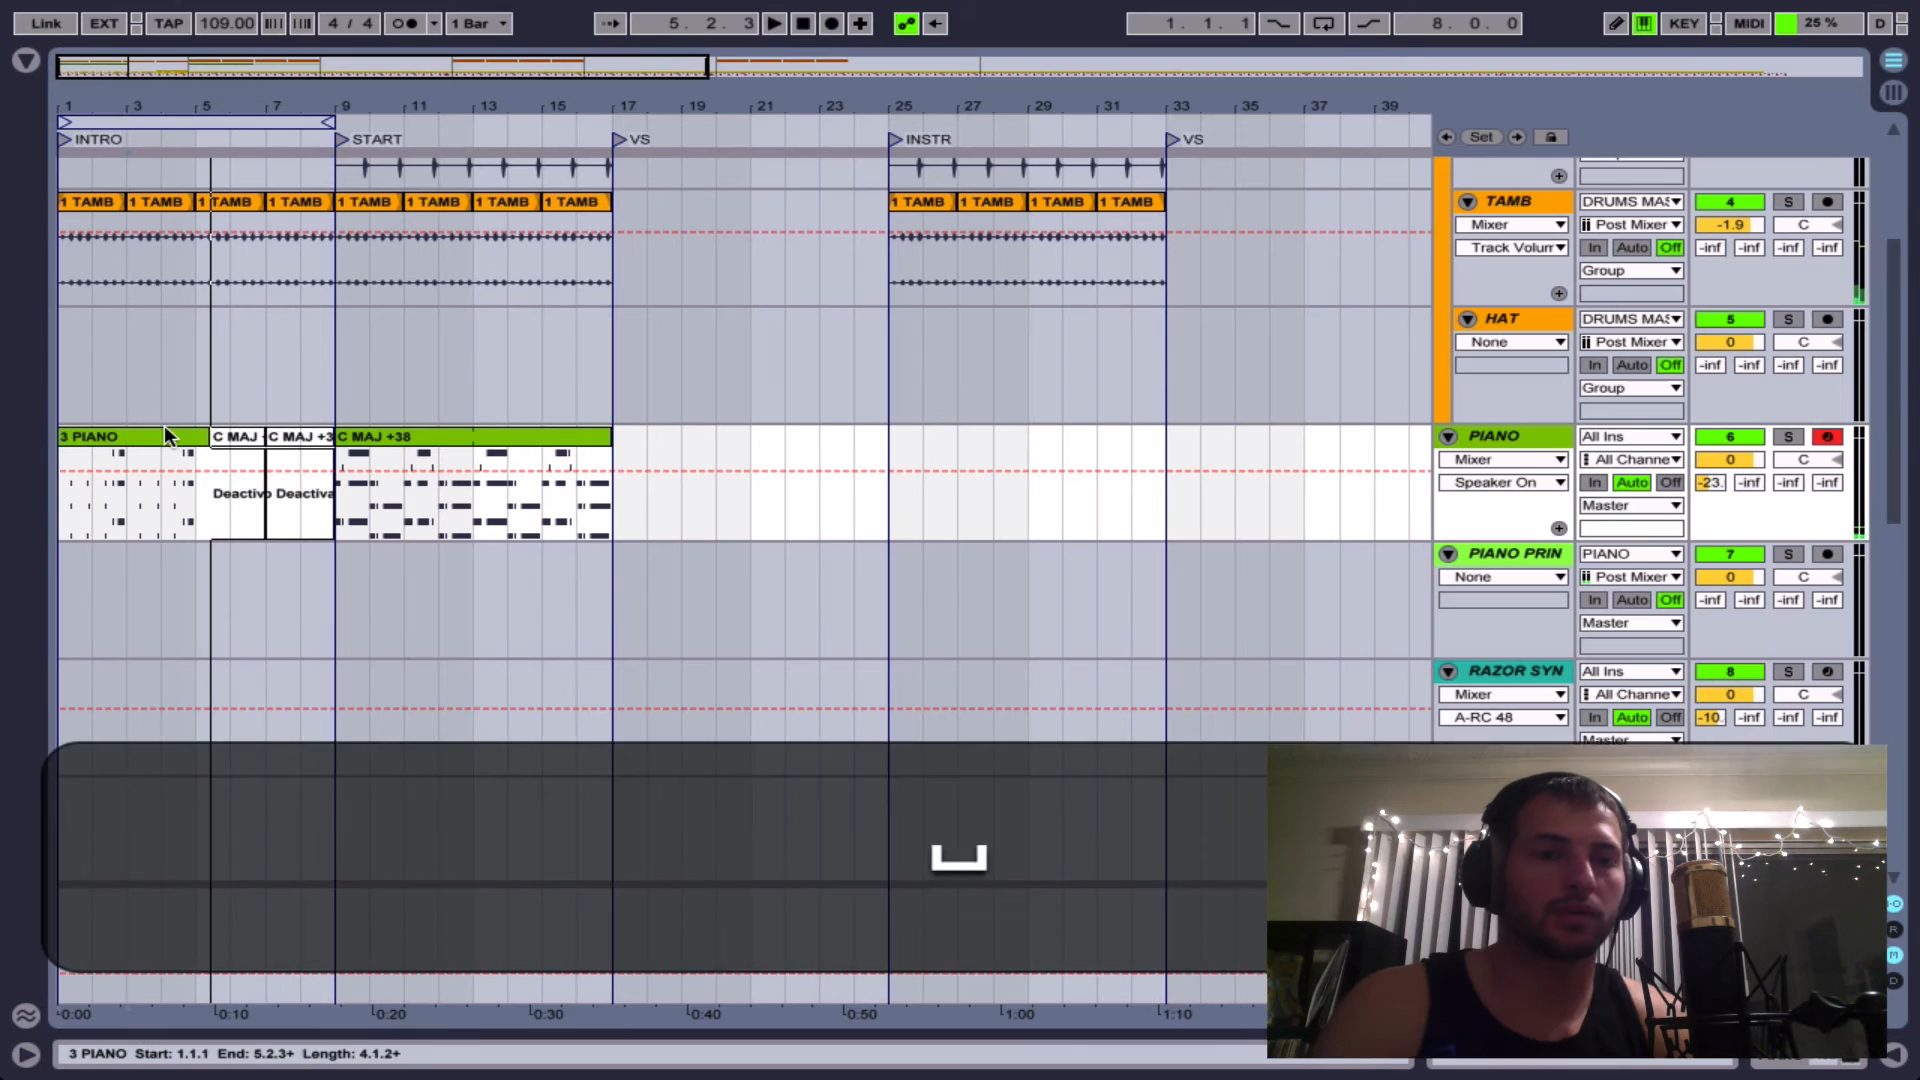 Link EXT TAP 109.00 4 / 4 1 Bar 5. 2. 3 1. 1. 1 8. 0. 0 KEY MIDI 25 % D
1 3 5 7 9 11 13 15 17 19 21 23 25 27 29 31 33 35 37 39
INTRO START VS INSTR VS Set
1 TAMB 1 TAMB 1 TAMB 1 TAMB 1 TAMB 1 TAMB 1 TAMB 1 TAMB 1 TAMB 1 TAMB 1 TAMB 1 TAMB
TAMB DRUMS MAS 4 S
Mixer Post Mixer -1.9 C
Track Volum In Auto Off -inf -inf -inf -inf
Group
HAT DRUMS MAS 5 S
None Post Mixer 0 C
In Auto Off -inf -inf -inf -inf
Group
3 PIANO C MAJ C MAJ +3 C MAJ +38
PIANO All Ins 6 S
Mixer All Channe 0 C
Speaker On In Auto Off -23. -inf -inf -inf
Deactiv Deactiva
Master
PIANO PRIN PIANO 7 S
None Post Mixer 0 C
In Auto Off -inf -inf -inf -inf
Master
RAZOR SYN All Ins 8 S
Mixer All Channe 0 C
A-RC 48 In Auto Off -10. -inf -inf -inf
Master
R
M
D
0:00 0:10 0:20 0:30 0:40 0:50 1:00 1:10
3 PIANO Start: 1.1.1 End: 5.2.3+ Length: 4.1.2+